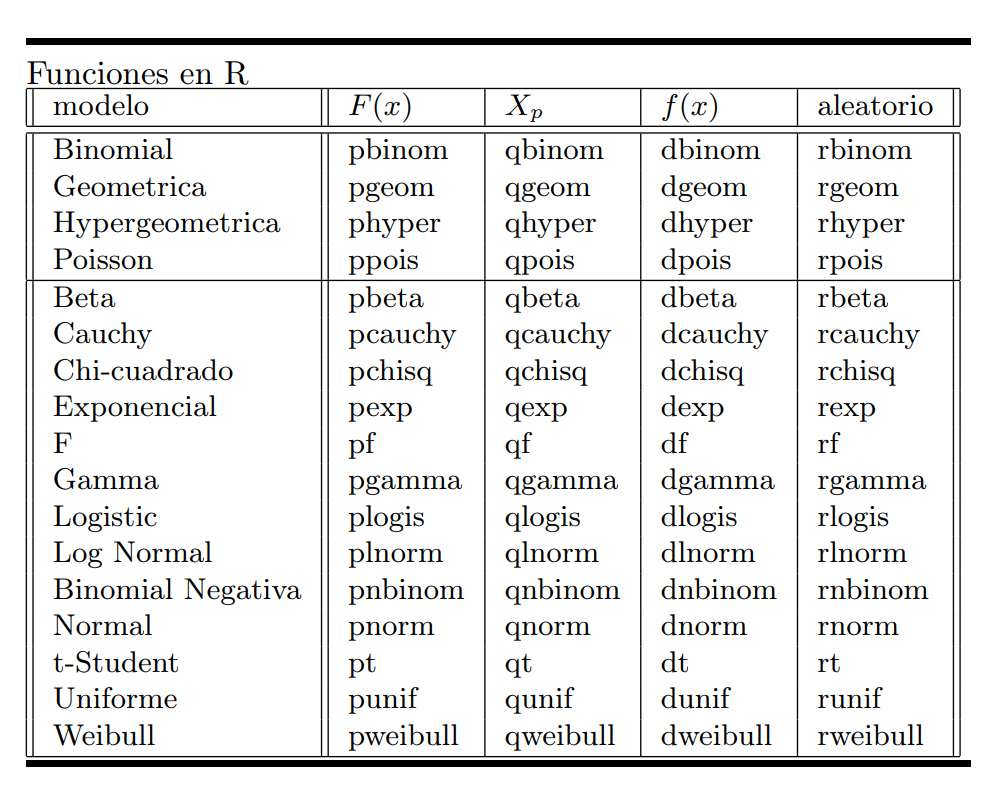 Funciones en R
modelo F(x) Xp f(x) aleatorio
Binomial pbinom qbinom dbinom rbinom
Geometrica pgeom qgeom dgeom rgeom
Hypergeometrica phyper qhyper dhyper rhyper
Poisson ppois qpois dpois rpois
Beta pbeta qbeta dbeta rbeta
Cauchy pcauchy qcauchy dcauchy rcauchy
Chi-cuadrado pchisq qchisq dchisq rchisq
Exponencial pexp qexp dexp rexp
F pf qf df rf
Gamma pgamma qgamma dgamma rgamma
Logistic plogis qlogis dlogis rlogis
Log Normal plnorm qlnorm dlnorm rlnorm
Binomial Negativa pnbinom qnbinom dnbinom rnbinom
Normal pnorm qnorm dnorm rnorm
t-Student pt qt dt rt
Uniforme punif qunif dunif runif
Weibull pweibull qweibull dweibull rweibull